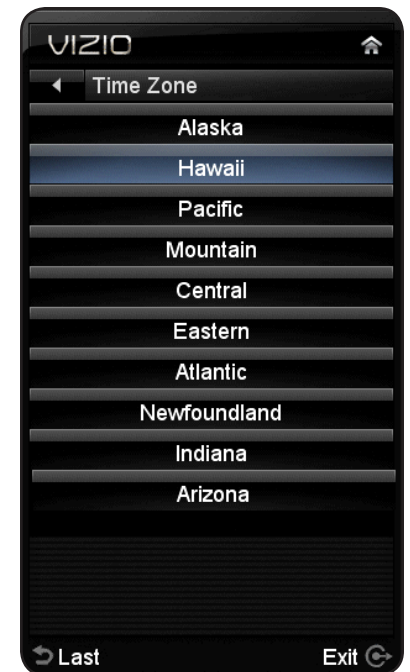 VIZIO
Time Zone
Alaska
Hawaii
Pacific
Mountain
Central
Eastern
Atlantic
Newfoundland
Indiana
Arizona
Last Exit